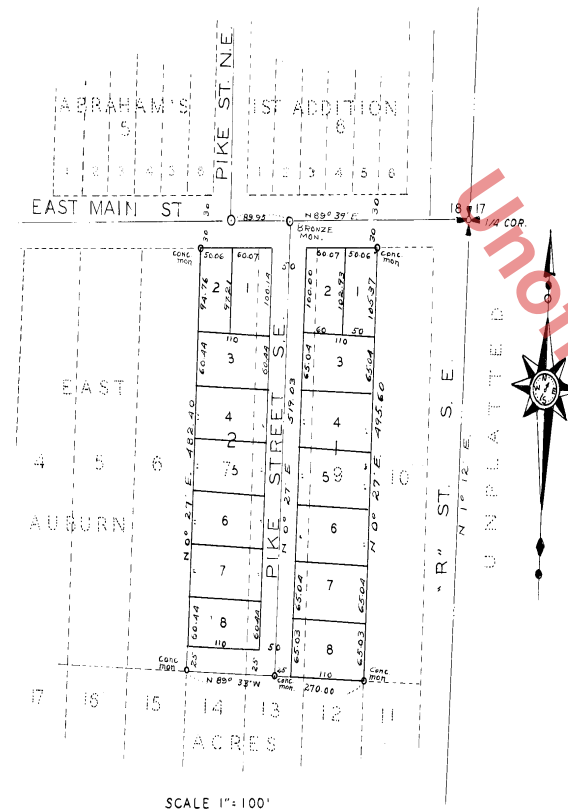 PIKE ST. N.E.
ABRAHAM'S
5
1 2 3 4 5 6
1ST ADDITION
6
1 2 3 4 5 6
EAST MAIN ST
30
89.95
N 89° 39' E
30
18 17
1/4 COR.
BRONZE
MON.
Conc
mon
30
50.06 60.07
50
60.07 50.06
Conc
mon
94.76 2 97.21 1 100.14
100.00 2 102.93 1 105.37
110
60 50
60.44 3 60.44
65.04 3 65.04
EAST
4
2
75
6
7
60.44 8 60.44
110
N 0° 27' E 482.40
PIKE STREET S.E.
N 0° 27' E 519.03
4
1
59
6
65.04 7 65.04
65.03 8 65.03
110
N 0° 27' E 495.60
4 5 6
10
AUBURN
"R" ST. S. E.
N 1° 12' E
UNPLATTED
N
S
Conc
mon
25
25
50
45
N 89° 33' W
Conc
mon.
270.00
Conc
mon
17 16 15 14 13 12 11
ACRES
SCALE 1"=100'